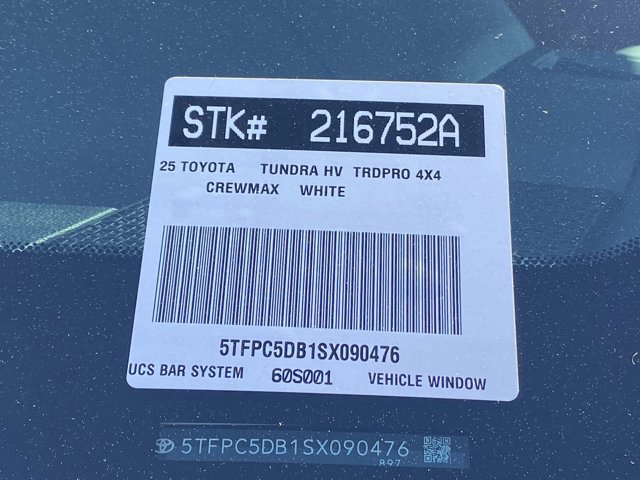 STK# 216752A
25 TOYOTA TUNDRA HV TRDPRO 4X4
CREWMAX WHITE
5TFPC5DB1SX090476
UCS BAR SYSTEM 60S001 VEHICLE WINDOW
5TFPC5DB1SX090476
897